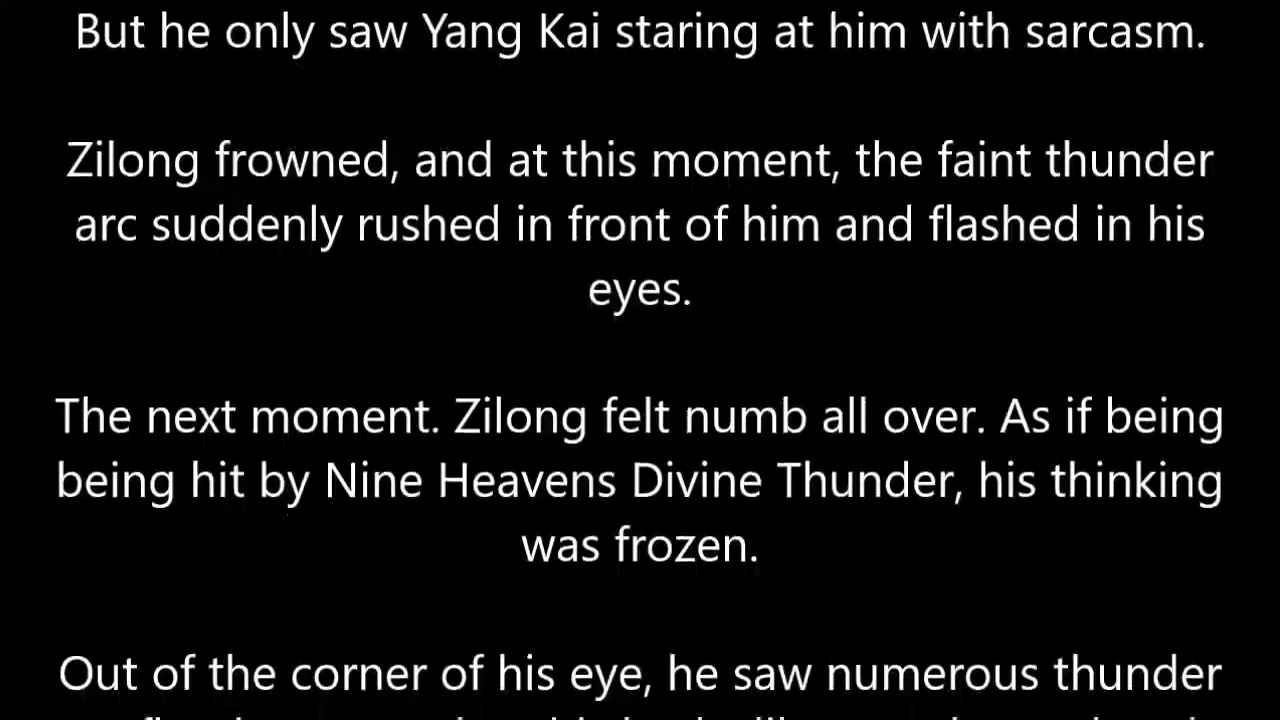 But he only saw Yang Kai staring at him with sarcasm.
Zilong frowned, and at this moment, the faint thunder
arc suddenly rushed in front of him and flashed in his
eyes.
The next moment. Zilong felt numb all over. As if being
being hit by Nine Heavens Divine Thunder, his thinking
was frozen.
Out of the corner of his eye, he saw numerous thunder